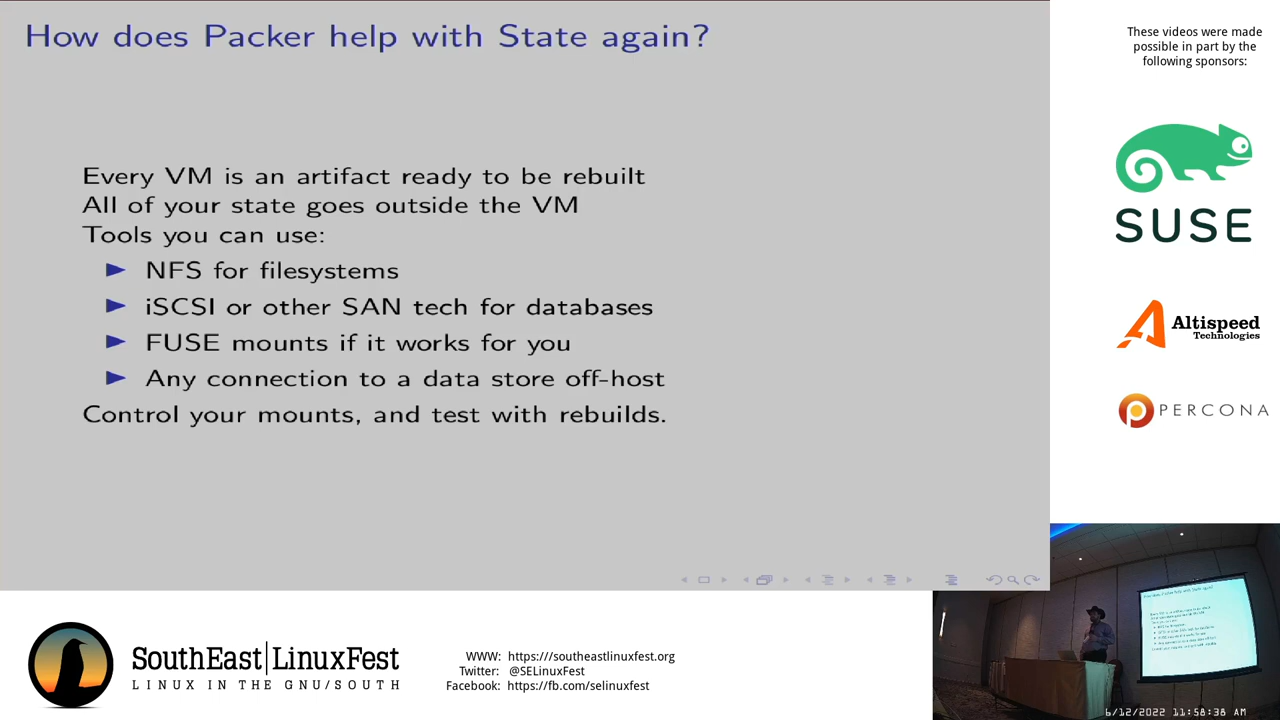 How does Packer help with State again?
Every VM is an artifact ready to be rebuilt
All of your state goes outside the VM
Tools you can use:
NFS for filesystems
iSCSI or other SAN tech for databases
FUSE mounts if it works for you
Any connection to a data store off-host
Control your mounts, and test with rebuilds.
These videos were made
possible in part by the
following sponsors:
SUSE
Altispeed
Technologies
PERCONA
SouthEast|LinuxFest
LINUX IN THE GNU/SOUTH
WWW: https:///southeastlinuxfest.org
Twitter: @SELinuxFest
Facebook: https://fb.com/selinuxfest
6/12/2022 11:58:38 AM